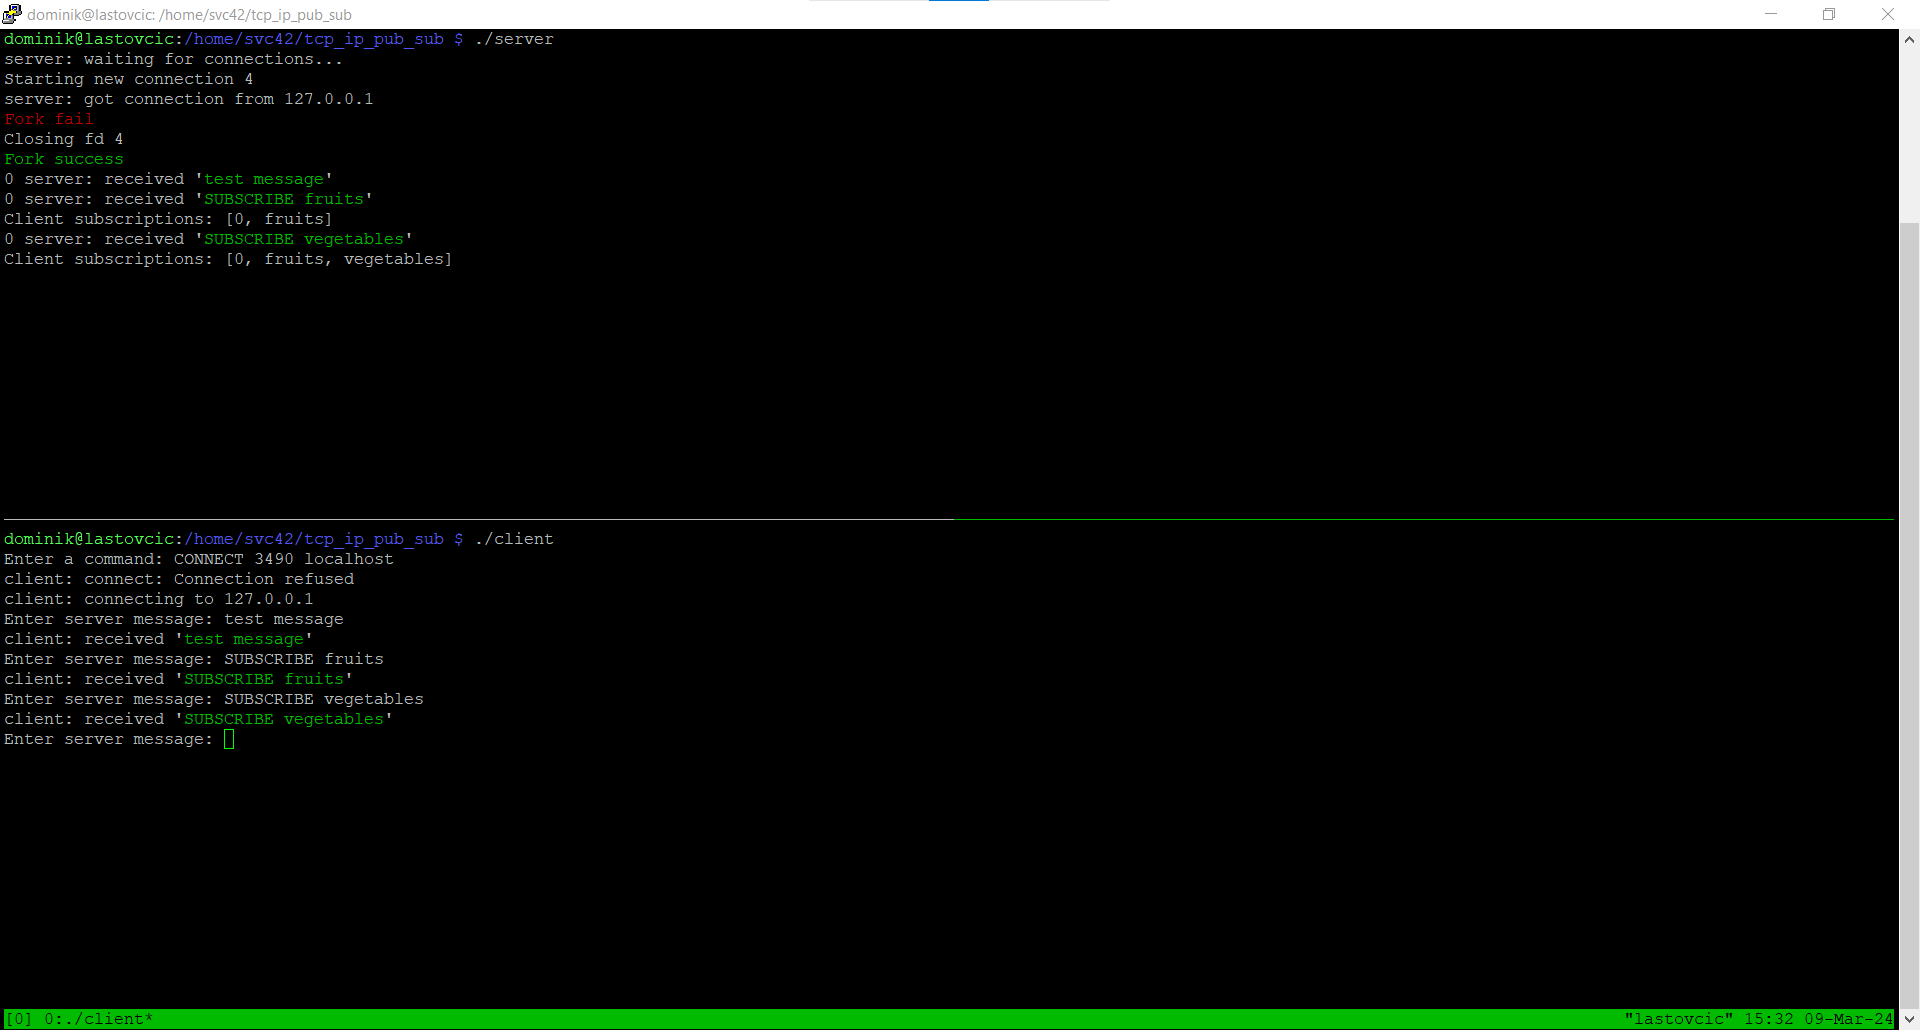 dominik@lastovcic: /home/svc42/tcp_ip_pub_sub
dominik@lastovcic:/home/svc42/tcp_ip_pub_sub $ ./server
server: waiting for connections...
Starting new connection 4
server: got connection from 127.0.0.1
Fork fail
Closing fd 4
Fork success
0 server: received 'test message'
0 server: received 'SUBSCRIBE fruits'
Client subscriptions: [0, fruits]
0 server: received 'SUBSCRIBE vegetables'
Client subscriptions: [0, fruits, vegetables]
dominik@lastovcic:/home/svc42/tcp_ip_pub_sub $ ./client
Enter a command: CONNECT 3490 localhost
client: connect: Connection refused
client: connecting to 127.0.0.1
Enter server message: test message
client: received 'test message'
Enter server message: SUBSCRIBE fruits
client: received 'SUBSCRIBE fruits'
Enter server message: SUBSCRIBE vegetables
client: received 'SUBSCRIBE vegetables'
Enter server message:
[0] 0:./client* "lastovcic" 15:32 09-Mar-24